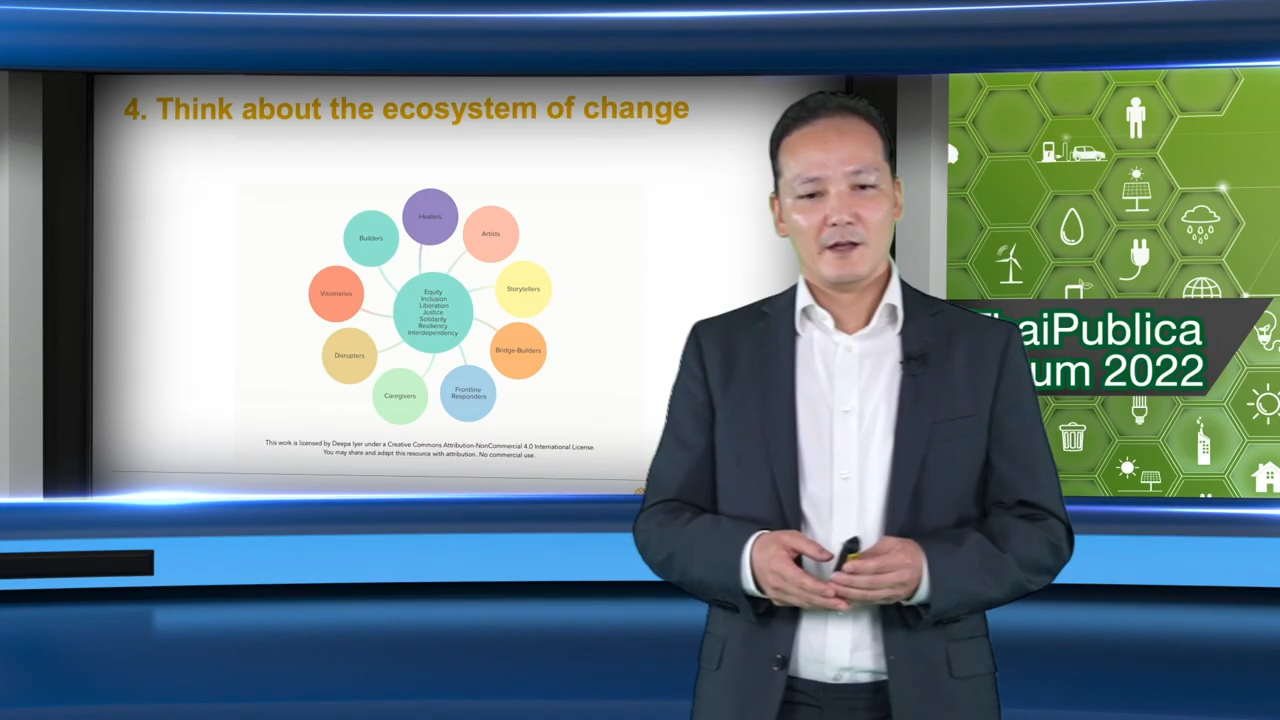 4. Think about the ecosystem of change
Healers
Builders
Artists
Visionaries
Storytellers
Equity
Inclusion
Liberation
Justice
Solidarity
Resiliency
Interdependency
Disrupters
Bridge-Builders
Caregivers
Frontline
Responders
This work is licensed by Deepa Iyer under a Creative Commons Attribution-NonCommercial 4.0 International License.
You may share and adapt this resource with attribution. No commercial use.
haiPublica
um 2022